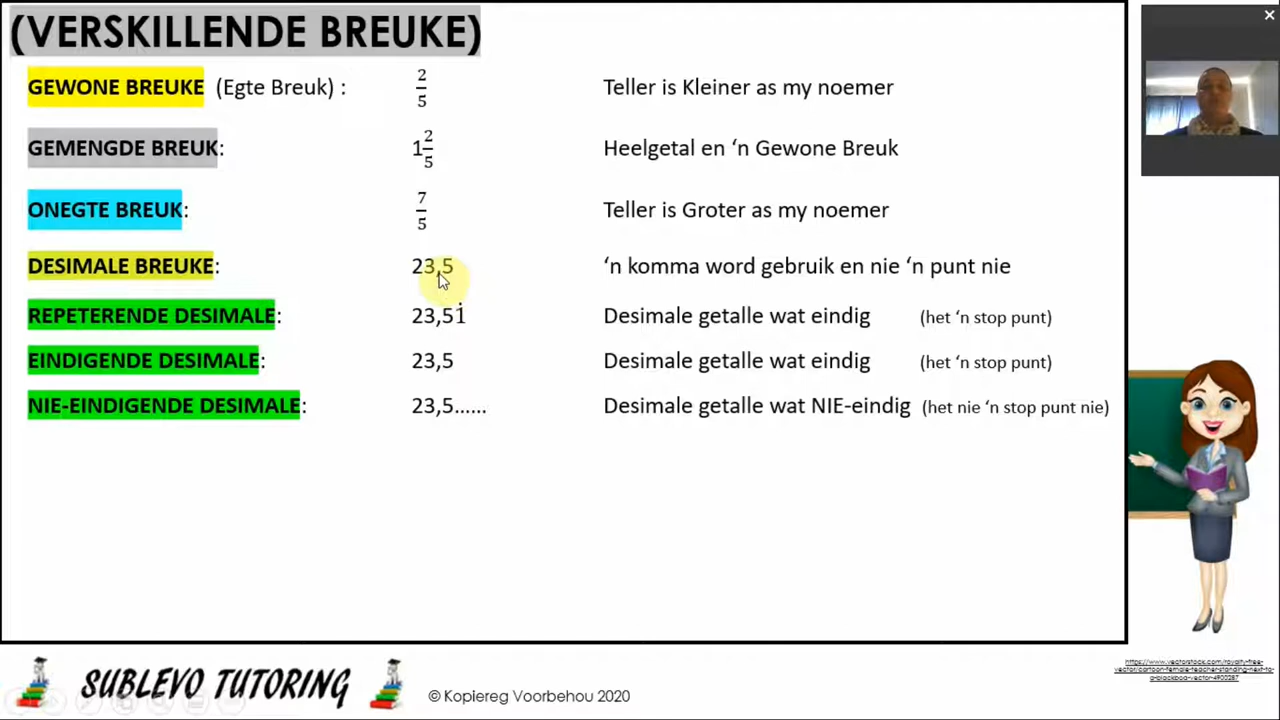 (VERSKILLENDE BREUKE)
GEWONE BREUKE (Egte Breuk) : 2/5 Teller is Kleiner as my noemer
GEMENGDE BREUK: 1 2/5 Heelgetal en ‘n Gewone Breuk
ONEGTE BREUK: 7/5 Teller is Groter as my noemer
DESIMALE BREUKE: 23,5 ‘n komma word gebruik en nie ‘n punt nie
REPETERENDE DESIMALE: 23,51̇ Desimale getalle wat eindig (het ‘n stop punt)
EINDIGENDE DESIMALE: 23,5 Desimale getalle wat eindig (het ‘n stop punt)
NIE-EINDIGENDE DESIMALE: 23,5...... Desimale getalle wat NIE-eindig (het nie ‘n stop punt nie)
SUBLEVO TUTORING © Kopiereg Voorbehou 2020